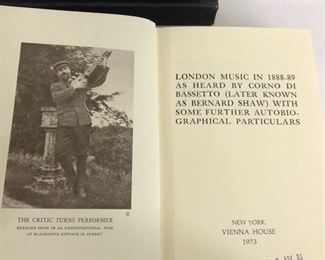 THE CRITIC TURNS PERFORMER
BERNARD SHAW IN AN UNCONVENTIONAL POSE
AT BLACKDOWN COTTAGE IN SURREY
LONDON MUSIC IN 1888-89
AS HEARD BY CORNO DI
BASSETTO (LATER KNOWN
AS BERNARD SHAW) WITH
SOME FURTHER AUTOBIO-
GRAPHICAL PARTICULARS
NEW YORK
VIENNA HOUSE
1973